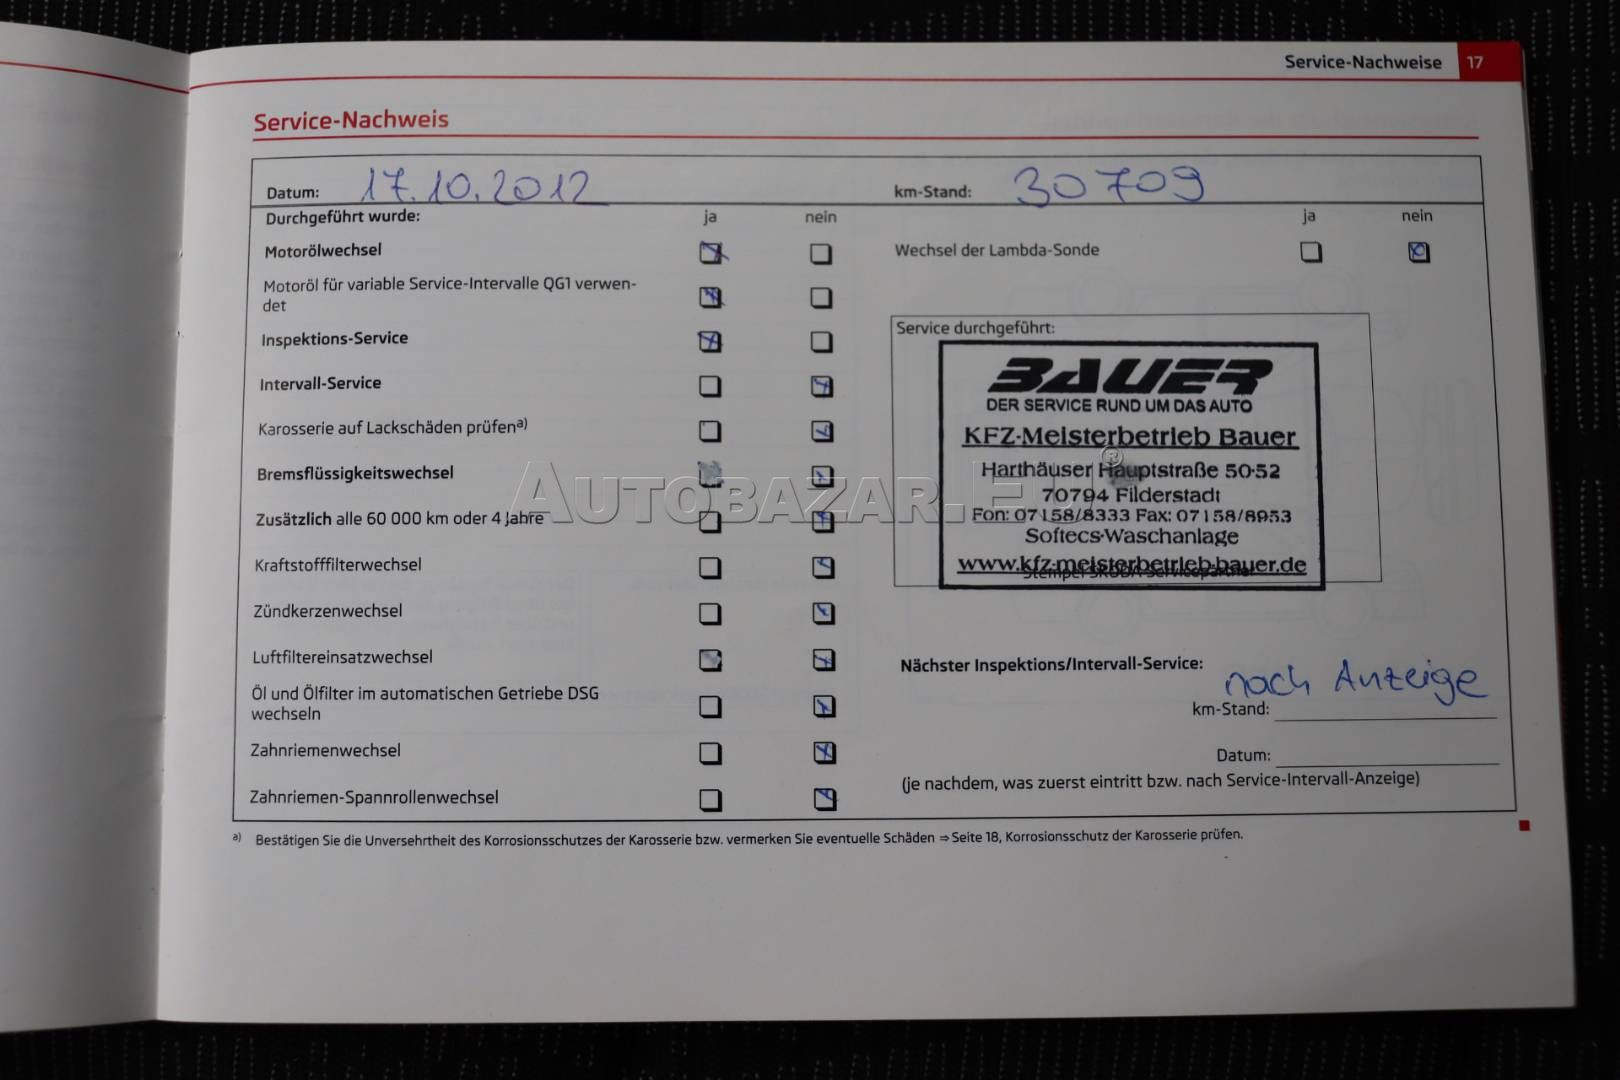 Service-Nachweise 17
Service-Nachweis
Datum: 17.10.2012 km-Stand: 30709
Durchgeführt wurde: ja nein ja nein
Motorölwechsel
Wechsel der Lambda-Sonde
Motoröl für variable Service-Intervalle QG1 verwen-
det
Inspektions-Service
Intervall-Service
Karosserie auf Lackschäden prüfen a)
Bremsflüssigkeitswechsel
Zusätzlich alle 60 000 km oder 4 Jahre
Kraftstofffilterwechsel
Zündkerzenwechsel
Luftfiltereinsatzwechsel
Öl und Ölfilter im automatischen Getriebe DSG
wechseln
Zahnriemenwechsel
Zahnriemen-Spannrollenwechsel
Service durchgeführt:
BAUER
DER SERVICE RUND UM DAS AUTO
KFZ-Meisterbetrieb Bauer
Harthäuser Hauptstraße 50-52
70794 Filderstadt
Fon: 07158/8333 Fax: 07158/8953
Softecs-Waschanlage
www.kfz-meisterbetrieb-bauer.de
Stempel ŠKODA Servicepartner
Nächster Inspektions/Intervall-Service:
nach Anzeige
km-Stand:
Datum:
(je nachdem, was zuerst eintritt bzw. nach Service-Intervall-Anzeige)
a) Bestätigen Sie die Unversehrtheit des Korrosionsschutzes der Karosserie bzw. vermerken Sie eventuelle Schäden ⇒ Seite 18, Korrosionsschutz der Karosserie prüfen.
AUTOBAZAR.EU ®